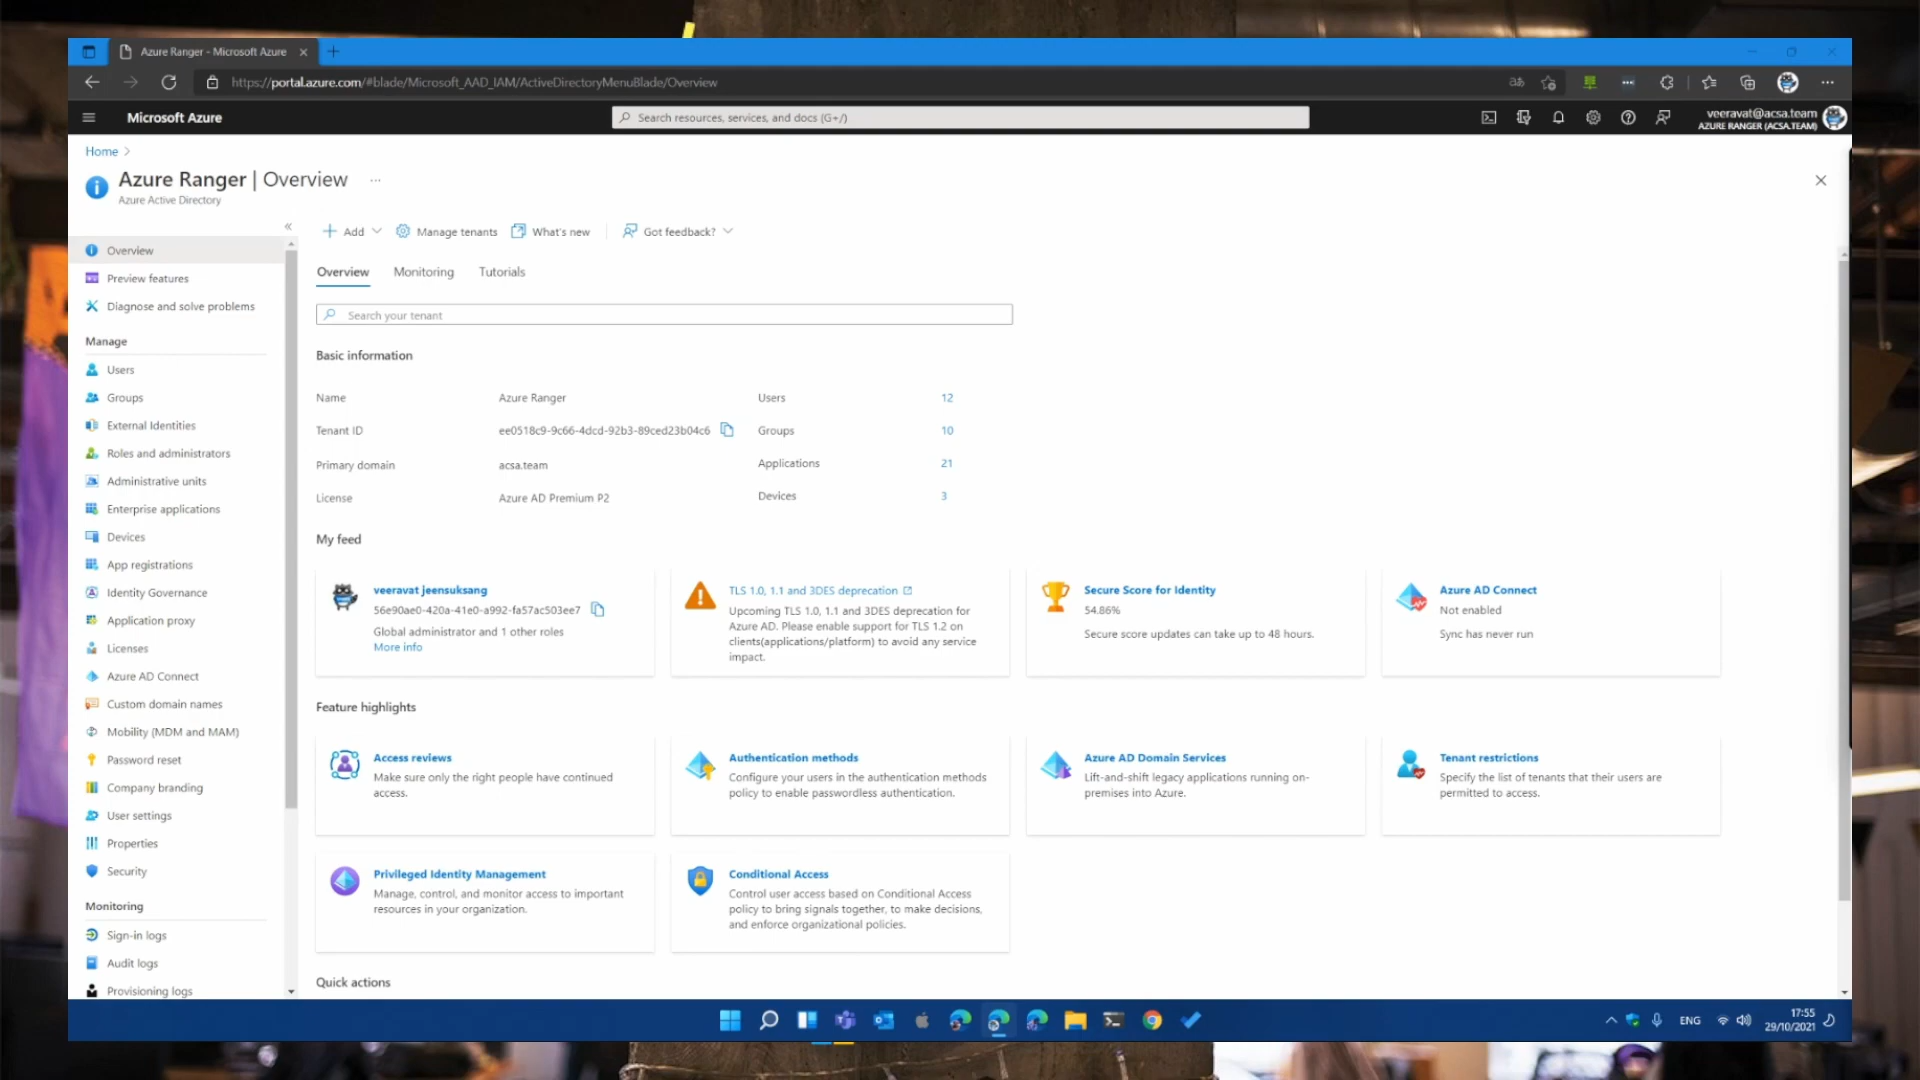 Azure Ranger - Microsoft Azure
https://portal.azure.com/#blade/Microsoft_AAD_IAM/ActiveDirectoryMenuBlade/Overview
Microsoft Azure
Search resources, services, and docs (G+/)
veeravat@acsa.team
AZURE RANGER (ACSA.TEAM)
Home
Azure Ranger | Overview
Azure Active Directory
Add
Manage tenants
What's new
Got feedback?
Overview
Preview features
Diagnose and solve problems
Manage
Users
Groups
External Identities
Roles and administrators
Administrative units
Enterprise applications
Devices
App registrations
Identity Governance
Application proxy
Licenses
Azure AD Connect
Custom domain names
Mobility (MDM and MAM)
Password reset
Company branding
User settings
Properties
Security
Monitoring
Sign-in logs
Audit logs
Provisioning logs
Overview Monitoring Tutorials
Search your tenant
Basic information
Name Azure Ranger Users 12
Tenant ID ee0518c9-9c66-4dcd-92b3-89ced23b04c6 Groups 10
Primary domain acsa.team Applications 21
License Azure AD Premium P2 Devices 3
My feed
veeravat jeensuksang
56e90ae0-420a-41e0-a992-fa57ac503ee7
Global administrator and 1 other roles
More info
TLS 1.0, 1.1 and 3DES deprecation
Upcoming TLS 1.0, 1.1 and 3DES deprecation for
Azure AD. Please enable support for TLS 1.2 on
clients(applications/platform) to avoid any service
impact.
Secure Score for Identity
54.86%
Secure score updates can take up to 48 hours.
Azure AD Connect
Not enabled
Sync has never run
Feature highlights
Access reviews
Make sure only the right people have continued
access.
Authentication methods
Configure your users in the authentication methods
policy to enable passwordless authentication.
Azure AD Domain Services
Lift-and-shift legacy applications running on-
premises into Azure.
Tenant restrictions
Specify the list of tenants that their users are
permitted to access.
Privileged Identity Management
Manage, control, and monitor access to important
resources in your organization.
Conditional Access
Control user access based on Conditional Access
policy to bring signals together, to make decisions,
and enforce organizational policies.
Quick actions
ENG
17:55
29/10/2021